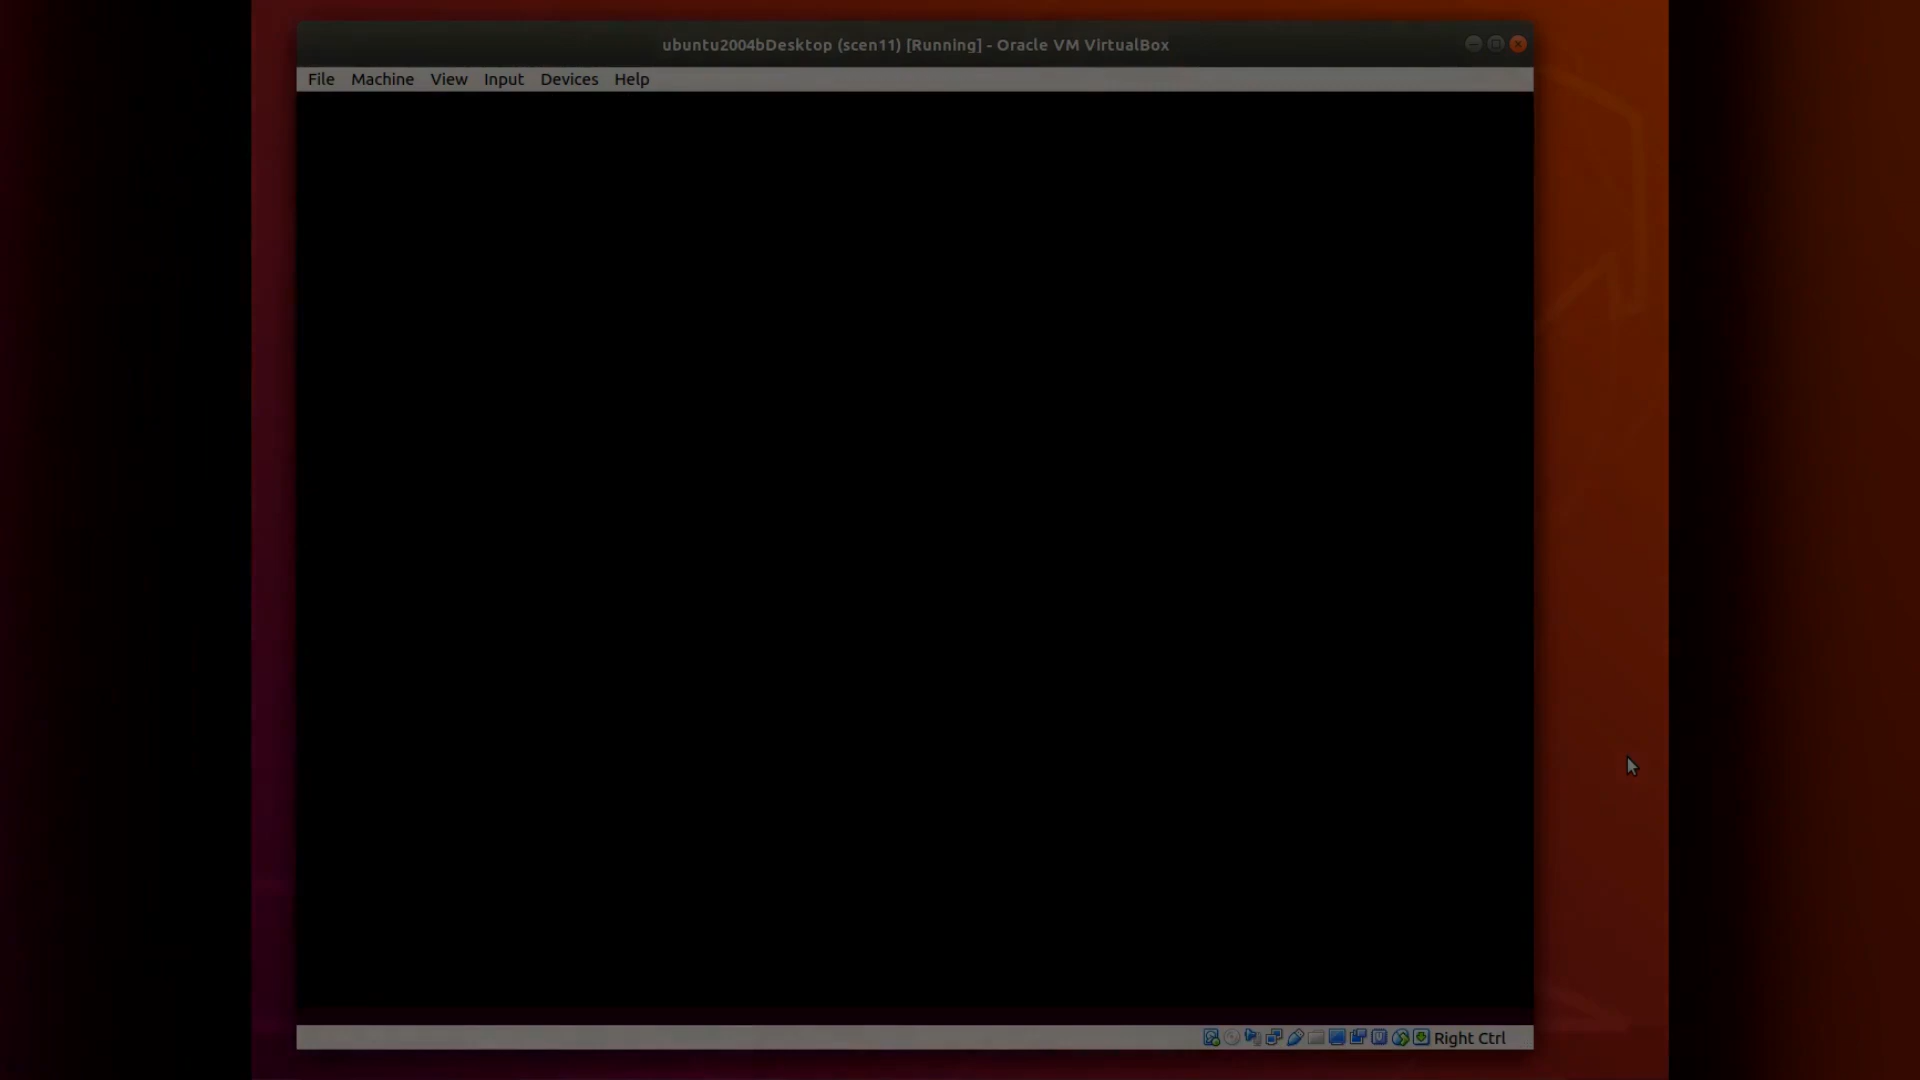 ubuntu2004bDesktop (scen11) [Running] - Oracle VM VirtualBox
File Machine View Input Devices Help
Right Ctrl